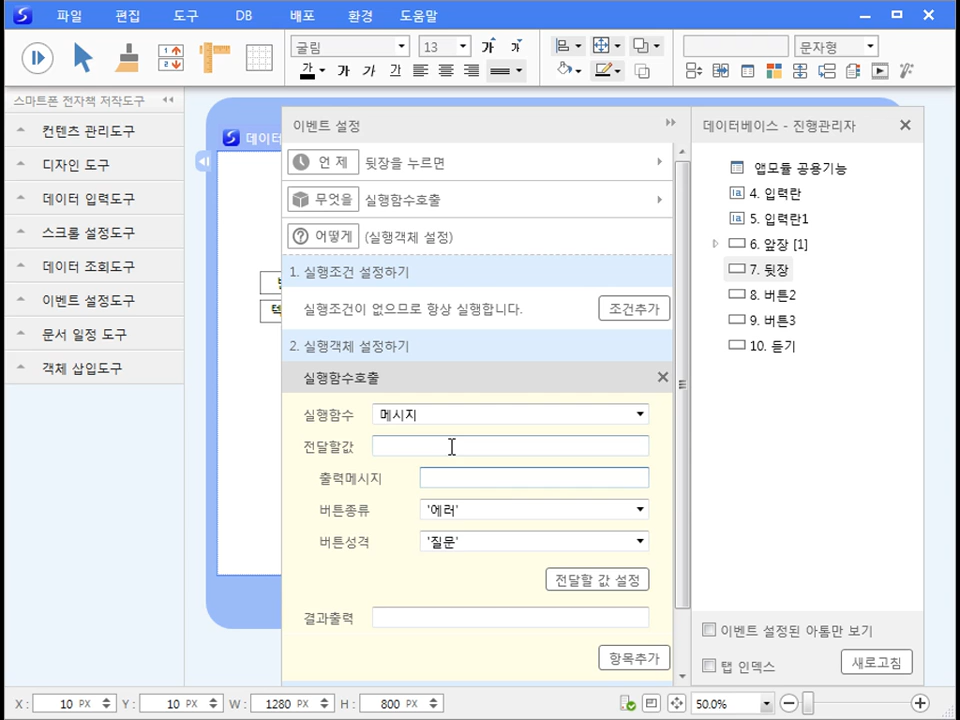 파일 편집 도구 DB 배포 환경 도움말
굴림 13 가 가 문자형
가 가 가 가
스마트폰 전자책 저작도구
컨텐츠 관리도구
디자인 도구
데이터 입력도구
스크롤 설정도구
데이터 조회도구
이벤트 설정도구
문서 일정 도구
객체 삽입도구
데이터
이벤트 설정
언 제 뒷장을 누르면
무엇을 실행함수호출
어떻게 (실행객체 설정)
1. 실행조건 설정하기
실행조건이 없으므로 항상 실행합니다. 조건추가
2. 실행객체 설정하기
실행함수호출
실행함수 메시지
전달할값
출력메시지
버튼종류 '에러'
버튼성격 '질문'
전달할 값 설정
결과출력
항목추가
데이터베이스 - 진행관리자
앱모듈 공용기능
4. 입력란
5. 입력란1
6. 앞장 [1]
7. 뒷장
8. 버튼2
9. 버튼3
10. 듣기
이벤트 설정된 아톰만 보기
탭 인덱스 새로고침
X : 10 PX Y : 10 PX W : 1280 PX H : 800 PX 50.0%